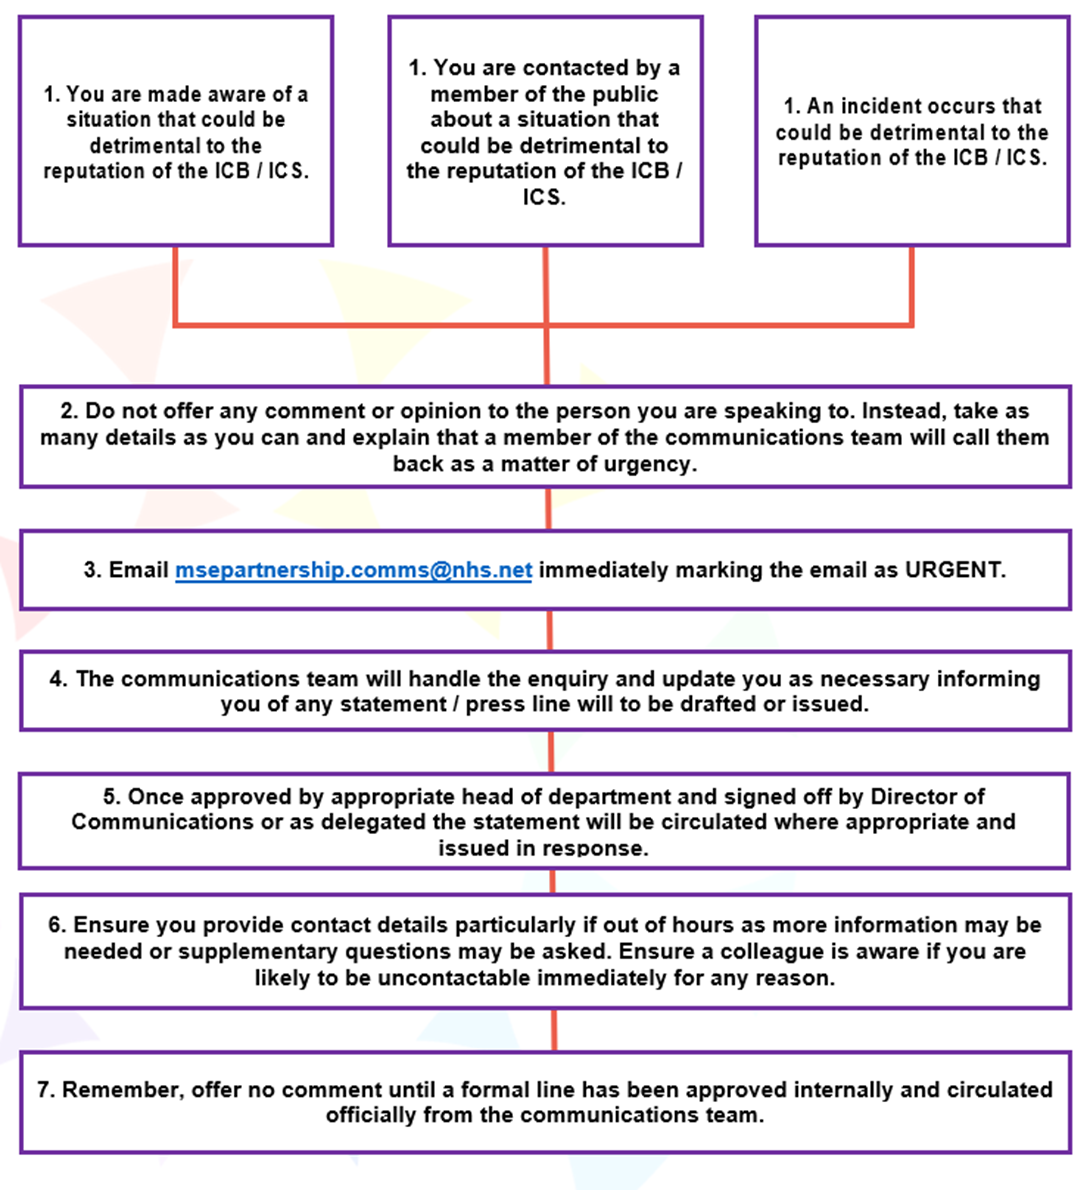 1. You are made aware of a
situation that could be
detrimental to the
reputation of the ICB / ICS.
1. You are contacted by a
member of the public
about a situation that
could be detrimental to
the reputation of the ICB /
ICS.
1. An incident occurs that
could be detrimental to the
reputation of the ICB / ICS.
2. Do not offer any comment or opinion to the person you are speaking to. Instead, take as
many details as you can and explain that a member of the communications team will call them
back as a matter of urgency.
3. Email msepartnership.comms@nhs.net immediately marking the email as URGENT.
4. The communications team will handle the enquiry and update you as necessary informing
you of any statement / press line will to be drafted or issued.
5. Once approved by appropriate head of department and signed off by Director of
Communications or as delegated the statement will be circulated where appropriate and
issued in response.
6. Ensure you provide contact details particularly if out of hours as more information may be
needed or supplementary questions may be asked. Ensure a colleague is aware if you are
likely to be uncontactable immediately for any reason.
7. Remember, offer no comment until a formal line has been approved internally and circulated
officially from the communications team.